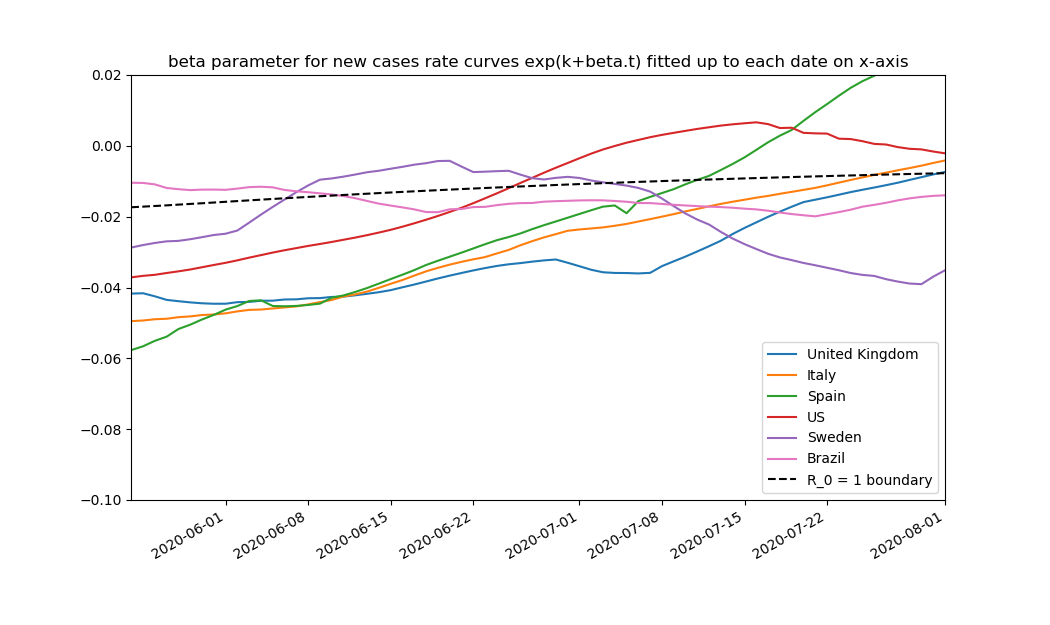 beta parameter for new cases rate curves exp(k+beta.t) fitted up to each date on x-axis
0.02
0.00
−0.02
−0.04
−0.06
−0.08
−0.10
United Kingdom
Italy
Spain
US
Sweden
Brazil
R_0 = 1 boundary
2020-06-01
2020-06-08
2020-06-15
2020-06-22
2020-07-01
2020-07-08
2020-07-15
2020-07-22
2020-08-01